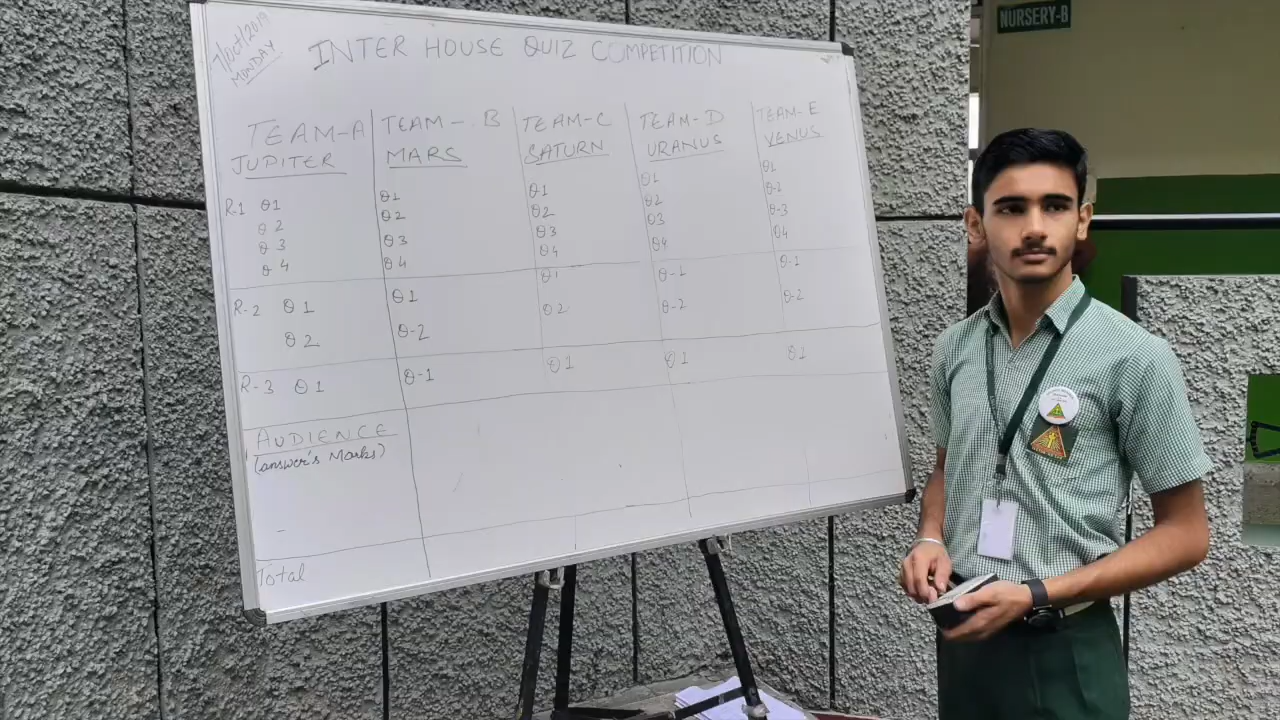 7/Oct/2019
MONDAY
INTER HOUSE QUIZ COMPETITION
NURSERY-B
TEAM-A TEAM-.B TEAM-C TEAM-D TEAM-E
JUPITER MARS SATURN URANUS VENUS
R-1 Q1 Q1 Q1 Q1 Q1
Q2 Q2 Q2 Q2 Q-2
Q3 Q3 Q3 Q3 Q-3
Q4 Q4 Q4 Q4 Q4
R-2 Q1 Q1 Q1 Q-1 Q-1
Q2 Q-2 Q2 Q-2 Q-2
R-3 Q1 Q-1 Q1 Q1 Q1
AUDIENCE
(answer's Marks)
Total